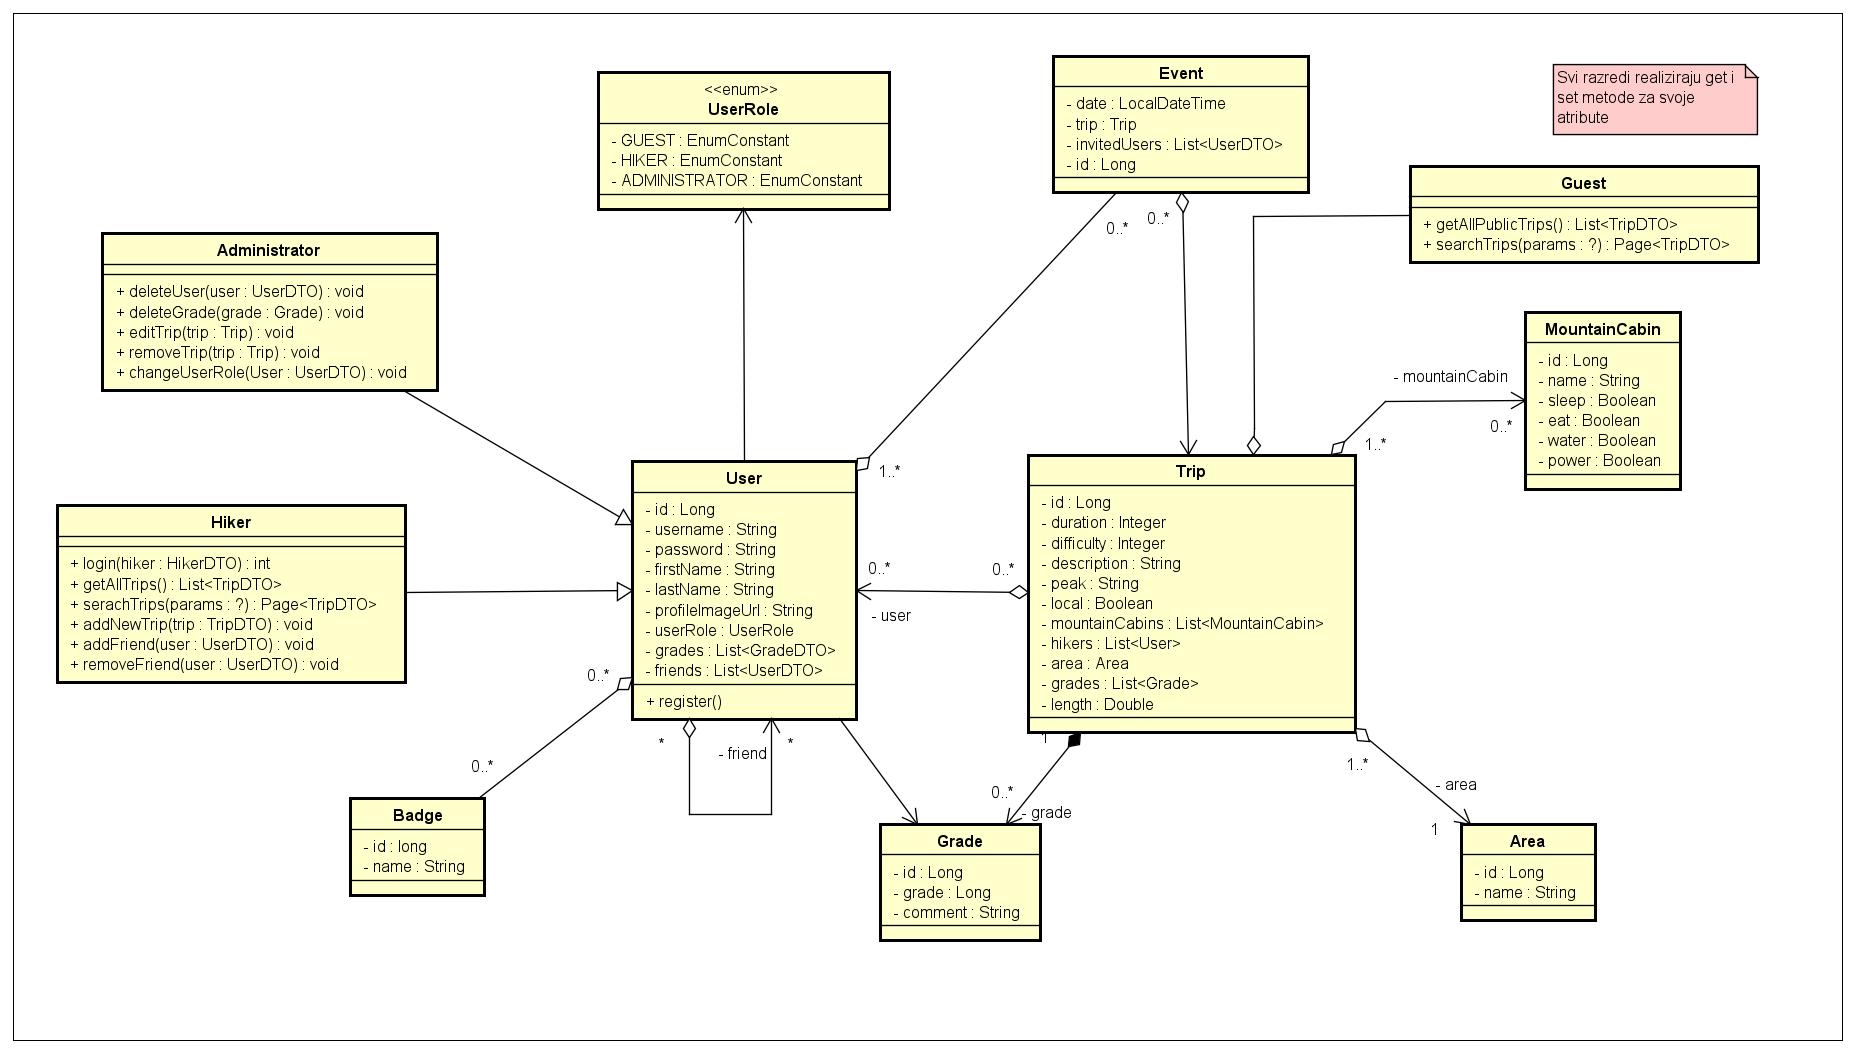 <<enum>>
UserRole
- GUEST : EnumConstant
- HIKER : EnumConstant
- ADMINISTRATOR : EnumConstant
Event
- date : LocalDateTime
- trip : Trip
- invitedUsers : List<UserDTO>
- id : Long
Svi razredi realiziraju get i
set metode za svoje
atribute
Guest
+ getAllPublicTrips() : List<TripDTO>
+ searchTrips(params : ?) : Page<TripDTO>
0..*
0..*
Administrator
+ deleteUser(user : UserDTO) : void
+ deleteGrade(grade : Grade) : void
+ editTrip(trip : Trip) : void
+ removeTrip(trip : Trip) : void
+ changeUserRole(User : UserDTO) : void
MountainCabin
- id : Long
- name : String
- sleep : Boolean
- eat : Boolean
- water : Boolean
- power : Boolean
- mountainCabin
0..*
1..*
1..*
User
- id : Long
- username : String
- password : String
- firstName : String
- lastName : String
- profileImageUrl : String
- userRole : UserRole
- grades : List<GradeDTO>
- friends : List<UserDTO>
+ register()
Trip
- id : Long
- duration : Integer
- difficulty : Integer
- description : String
- peak : String
- local : Boolean
- mountainCabins : List<MountainCabin>
- hikers : List<User>
- area : Area
- grades : List<Grade>
- length : Double
Hiker
+ login(hiker : HikerDTO) : int
+ getAllTrips() : List<TripDTO>
+ serachTrips(params : ?) : Page<TripDTO>
+ addNewTrip(trip : TripDTO) : void
+ addFriend(user : UserDTO) : void
+ removeFriend(user : UserDTO) : void
0..*
0..*
- user
0..*
*
- friend
*
1
1..*
0..*
0..*
- grade
- area
1
Badge
- id : long
- name : String
Grade
- id : Long
- grade : Long
- comment : String
Area
- id : Long
- name : String